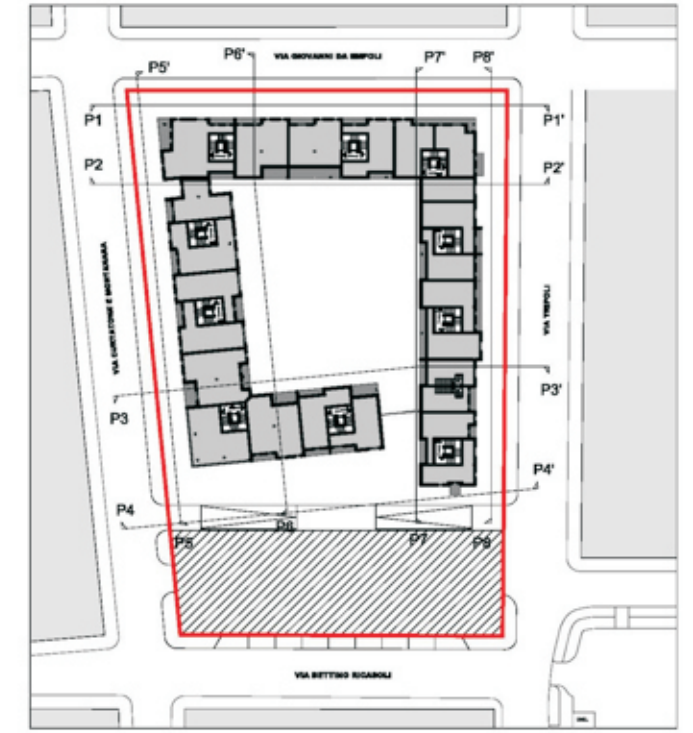 P6'
VIA GIOVANNI DA EMPOLI
P7'
P8'
P5'
P1
P1'
P2
P2'
VIA CURTATONE E MONTANARA
VIA TRIPOLI
P3
P3'
P4
P4'
P5
P6
P7
P8
VIA BETTINO RICASOLI